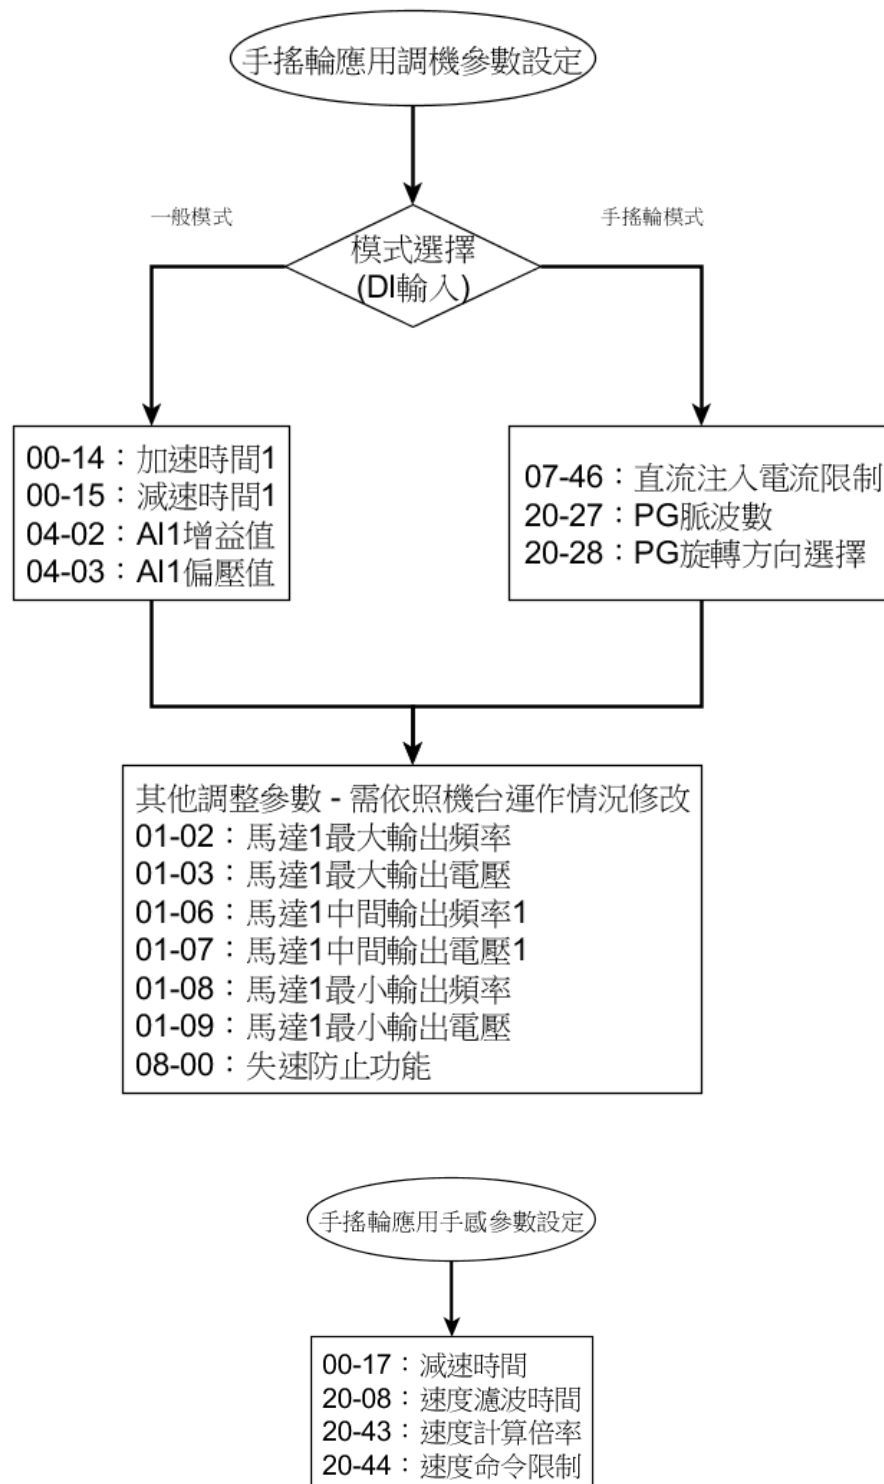 手搖輪應用調機參數設定
一般模式
手搖輪模式
模式選擇
(DI輸入)
00-14：加速時間1
00-15：減速時間1
04-02：AI1增益值
04-03：AI1偏壓值
07-46：直流注入電流限制
20-27：PG脈波數
20-28：PG旋轉方向選擇
其他調整參數 - 需依照機台運作情況修改
01-02：馬達1最大輸出頻率
01-03：馬達1最大輸出電壓
01-06：馬達1中間輸出頻率1
01-07：馬達1中間輸出電壓1
01-08：馬達1最小輸出頻率
01-09：馬達1最小輸出電壓
08-00：失速防止功能
手搖輪應用手感參數設定
00-17：減速時間
20-08：速度濾波時間
20-43：速度計算倍率
20-44：速度命令限制